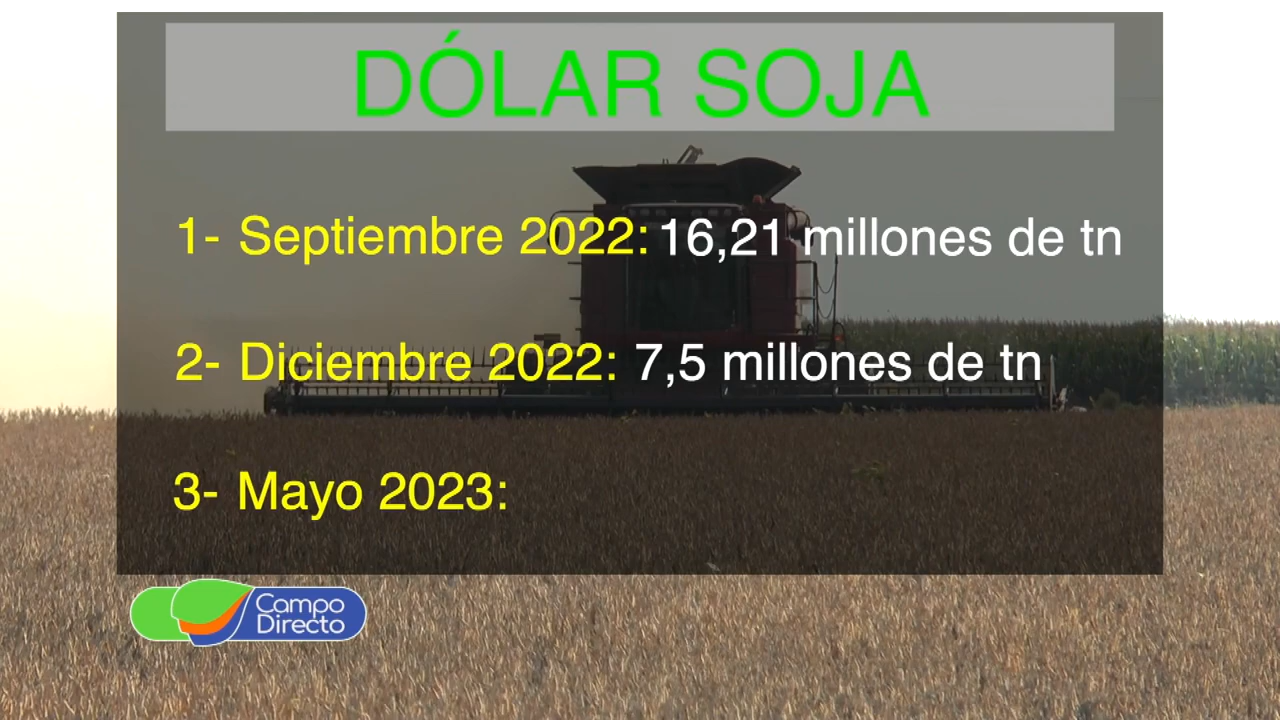 DÓLAR SOJA
1- Septiembre 2022: 16,21 millones de tn
2- Diciembre 2022: 7,5 millones de tn
3- Mayo 2023:
Campo
Directo